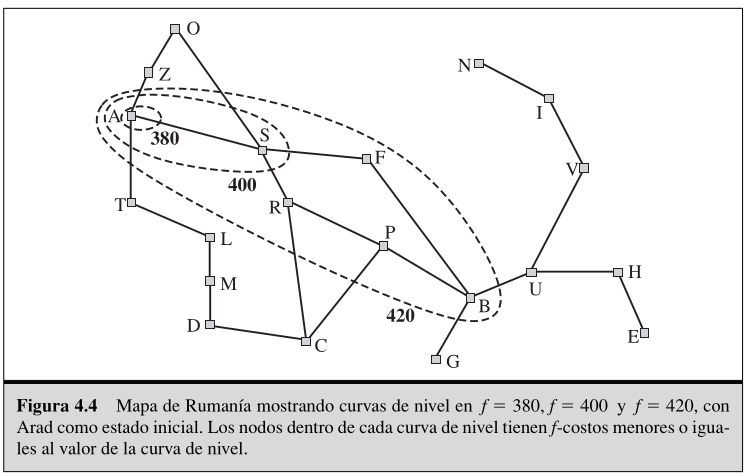 O
Z
N
A
380
I
S
F
400
V
T
R
P
L
M
H
U
B
420
D
C
E
G
Figura 4.4 Mapa de Rumanía mostrando curvas de nivel en f = 380, f = 400 y f = 420, con
Arad como estado inicial. Los nodos dentro de cada curva de nivel tienen f-costos menores o igua-
les al valor de la curva de nivel.